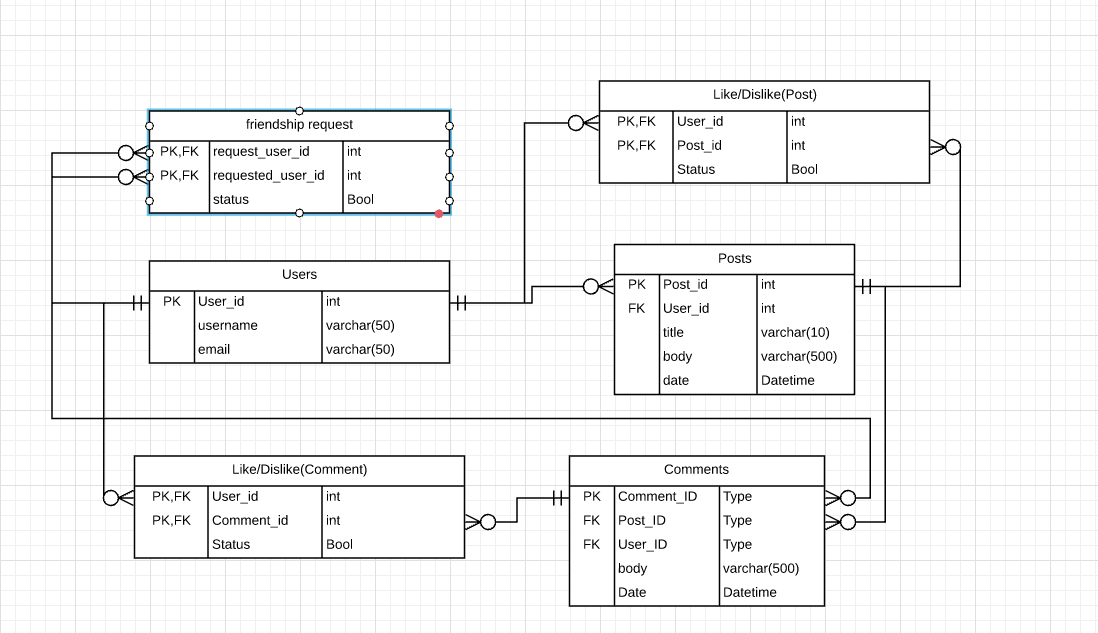 friendship request
PK,FK request_user_id int
PK,FK requested_user_id int
status Bool
Like/Dislike(Post)
PK,FK User_id int
PK,FK Post_id int
Status Bool
Users
PK User_id int
username varchar(50)
email varchar(50)
Posts
PK Post_id int
FK User_id int
title varchar(10)
body varchar(500)
date Datetime
Like/Dislike(Comment)
PK,FK User_id int
PK,FK Comment_id int
Status Bool
Comments
PK Comment_ID Type
FK Post_ID Type
FK User_ID Type
body varchar(500)
Date Datetime